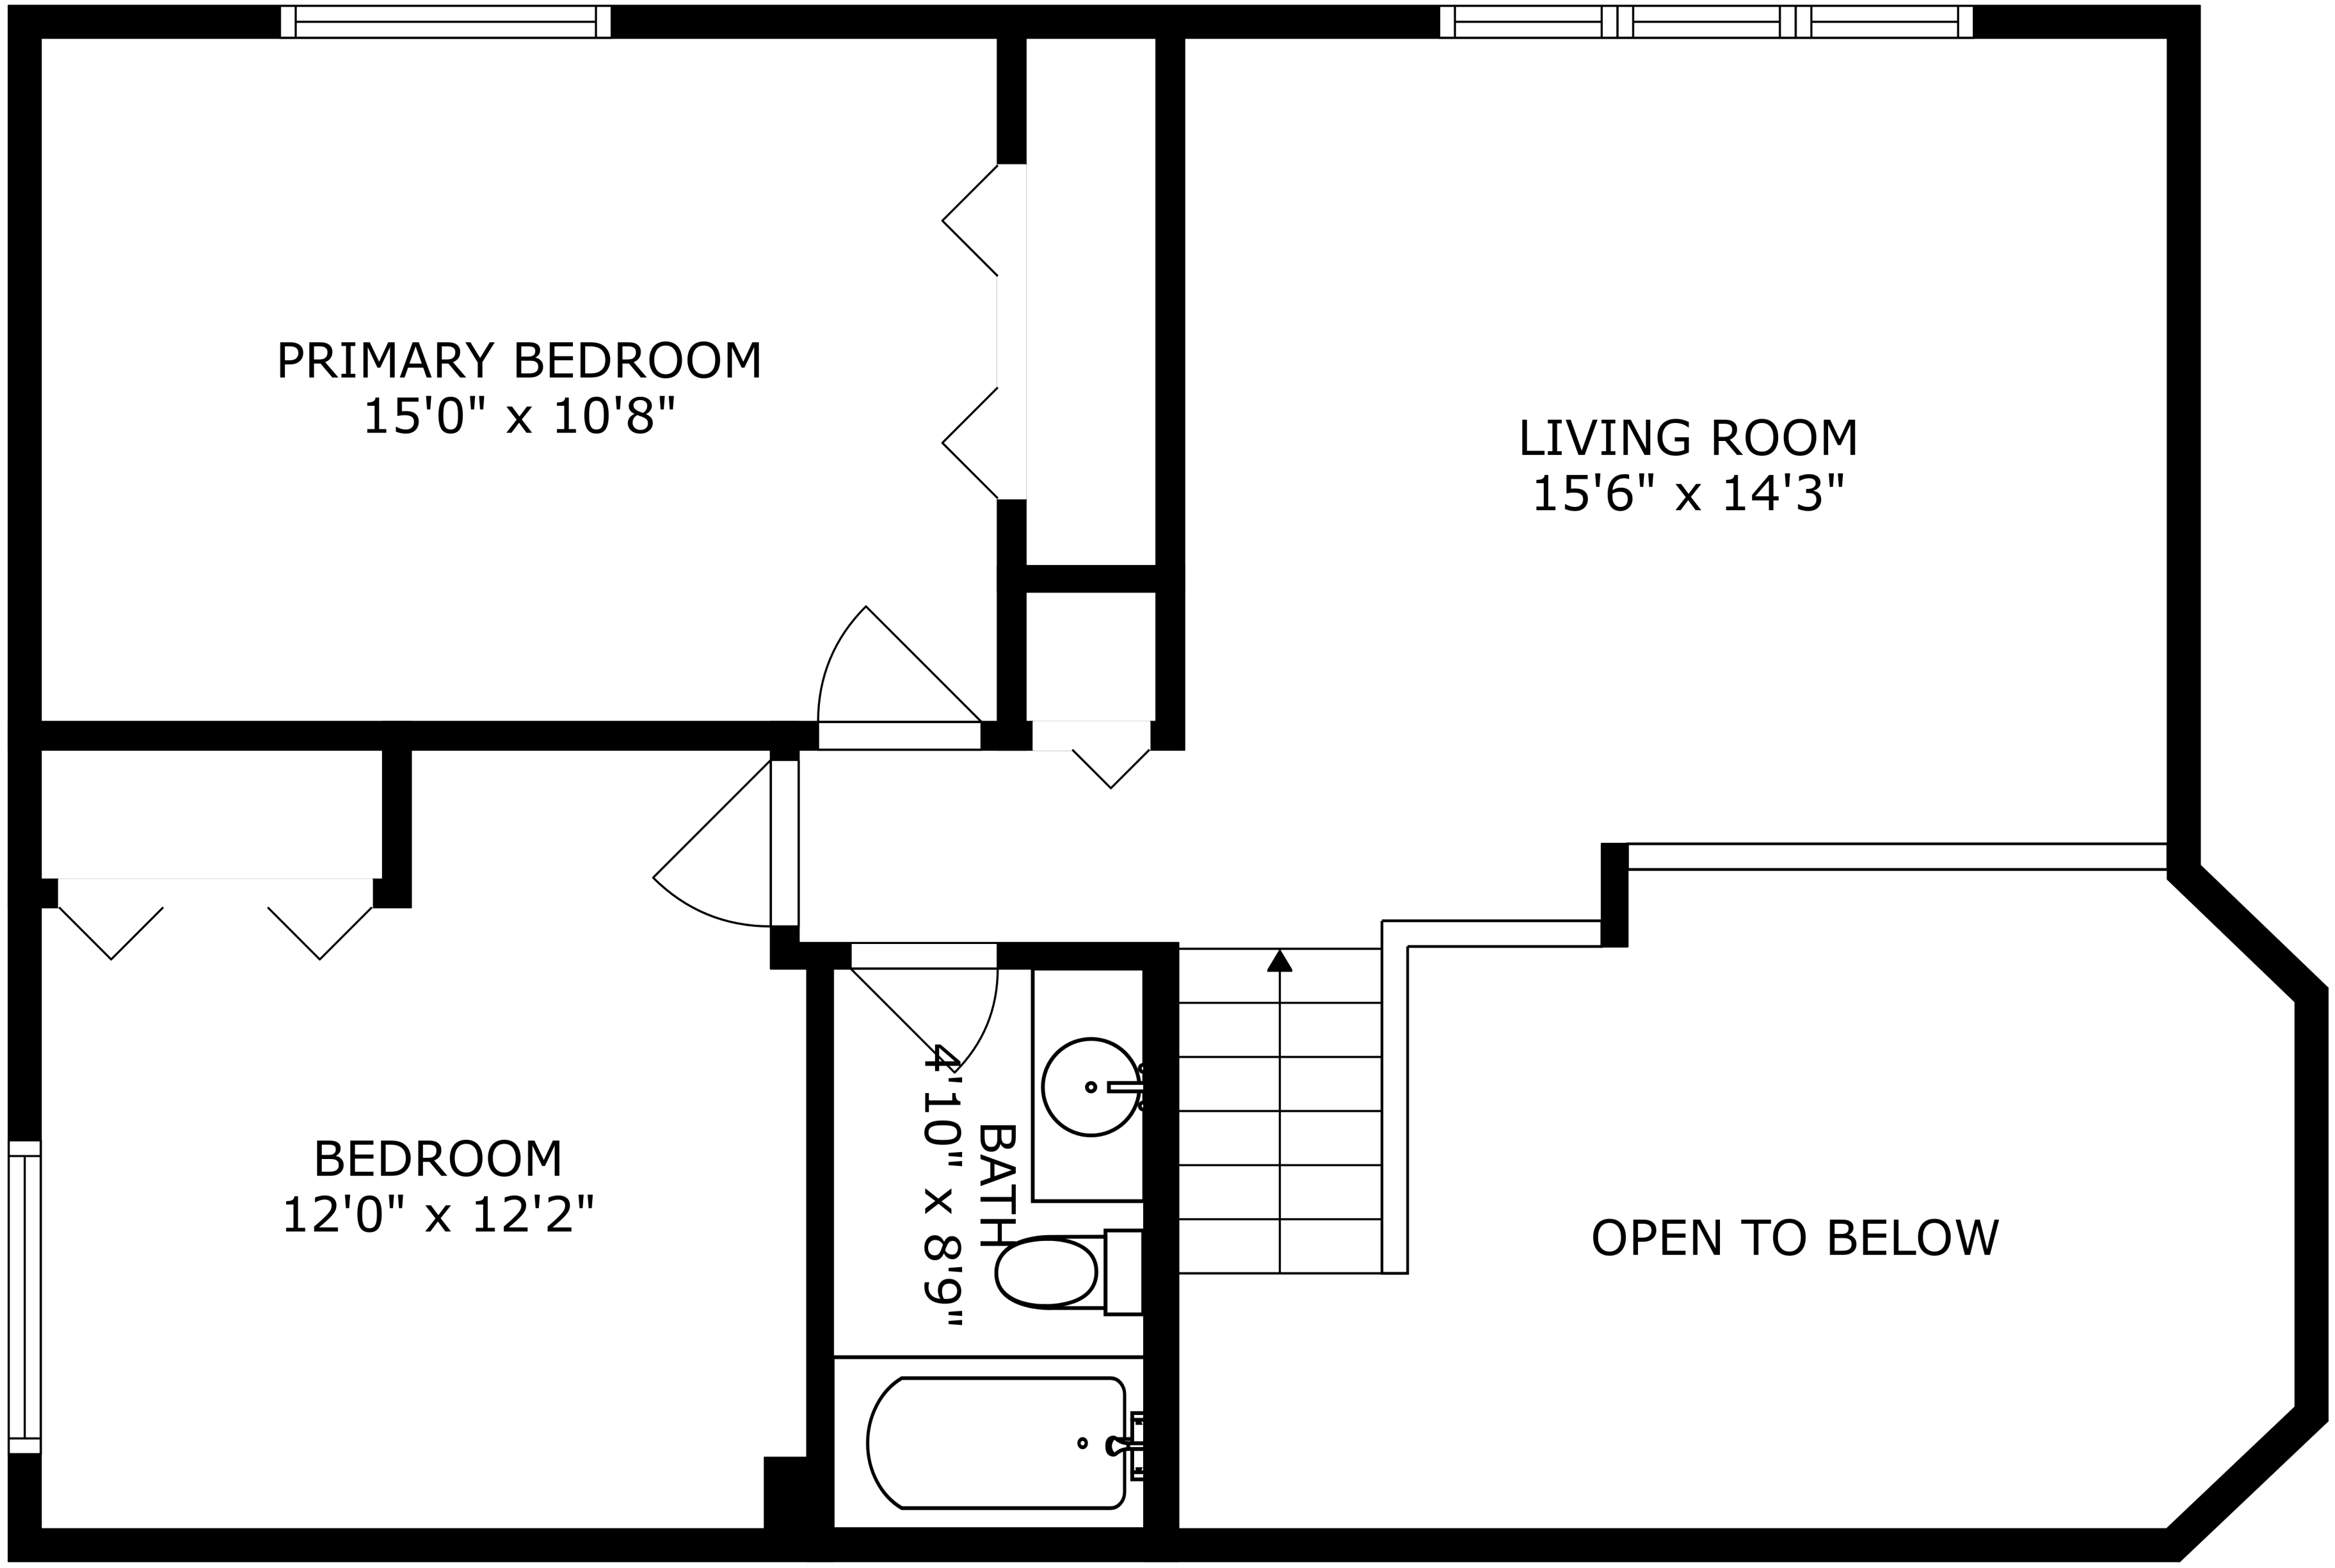 PRIMARY BEDROOM
15'0" x 10'8"
LIVING ROOM
15'6" x 14'3"
BEDROOM
12'0" x 12'2"
BATH
4'10" x 8'9"
OPEN TO BELOW